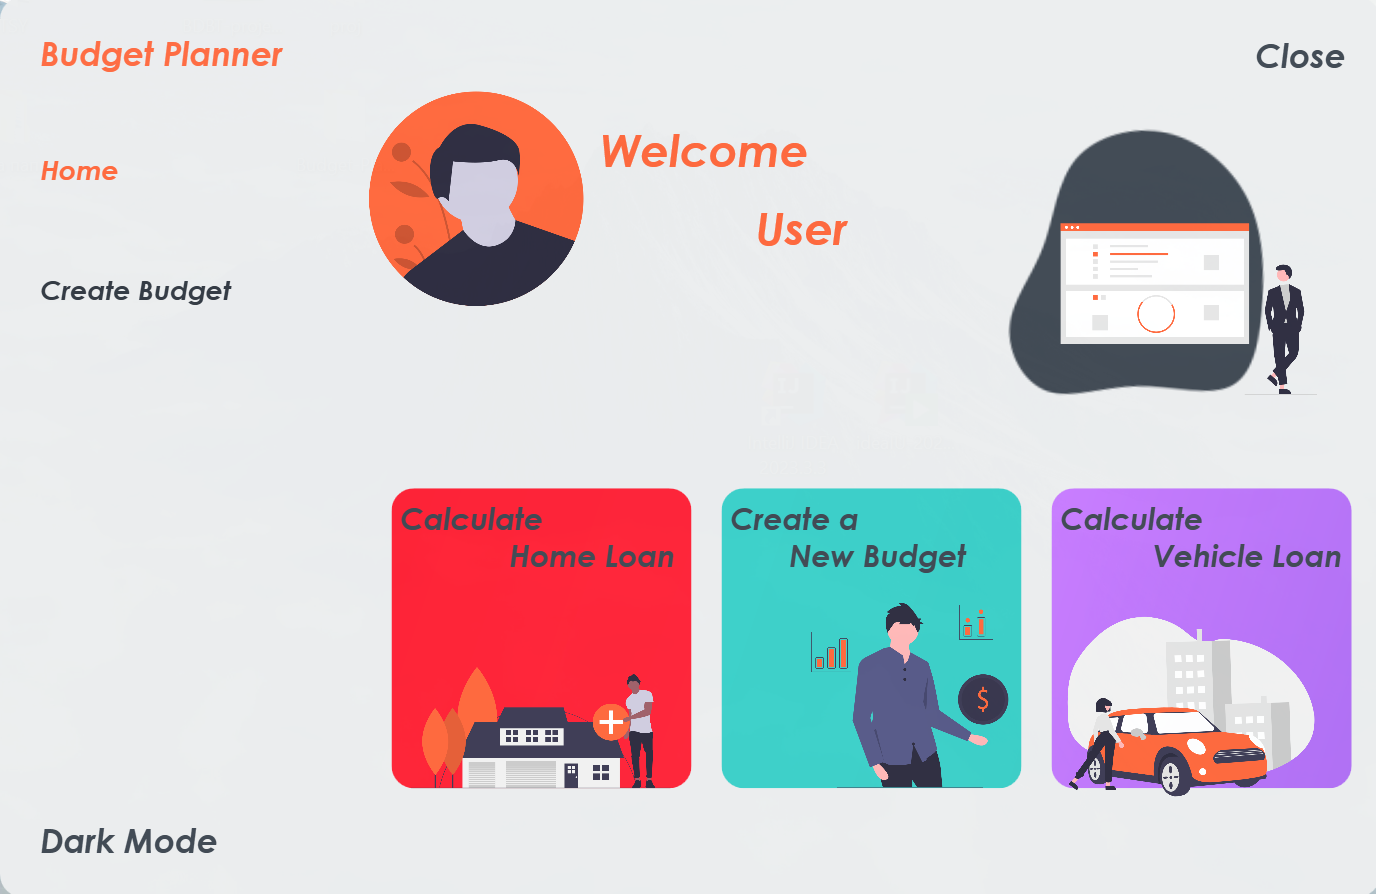 Budget Planner
Close
Home
Create Budget
Welcome
User
Calculate
Home Loan
Create a
New Budget
$
Calculate
Vehicle Loan
Dark Mode